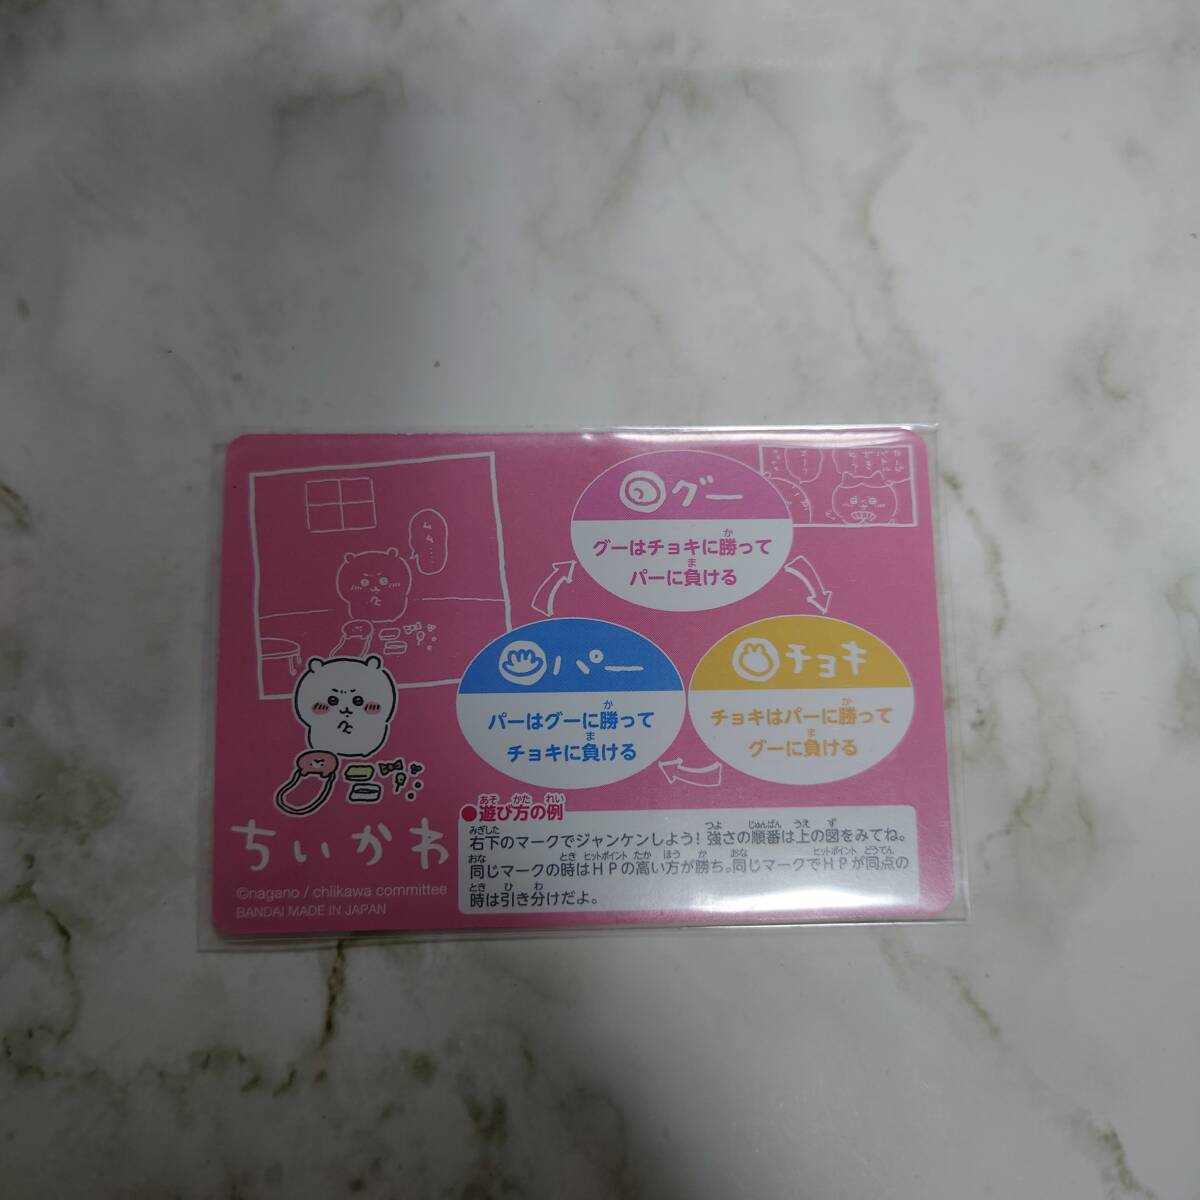 グー
グーはチョキに勝って
パーに負ける
ムム…
パー
パーはグーに勝って
チョキに負ける
チョキ
チョキはパーに勝って
グーに負ける
ちいかわ
©nagano / chiikawa committee
BANDAI MADE IN JAPAN
●遊び方の例
右下のマークでジャンケンしよう！強さの順番は上の図をみてね。
同じマークの時はＨＰの高い方が勝ち。同じマークでＨＰが同点の
時は引き分けだよ。